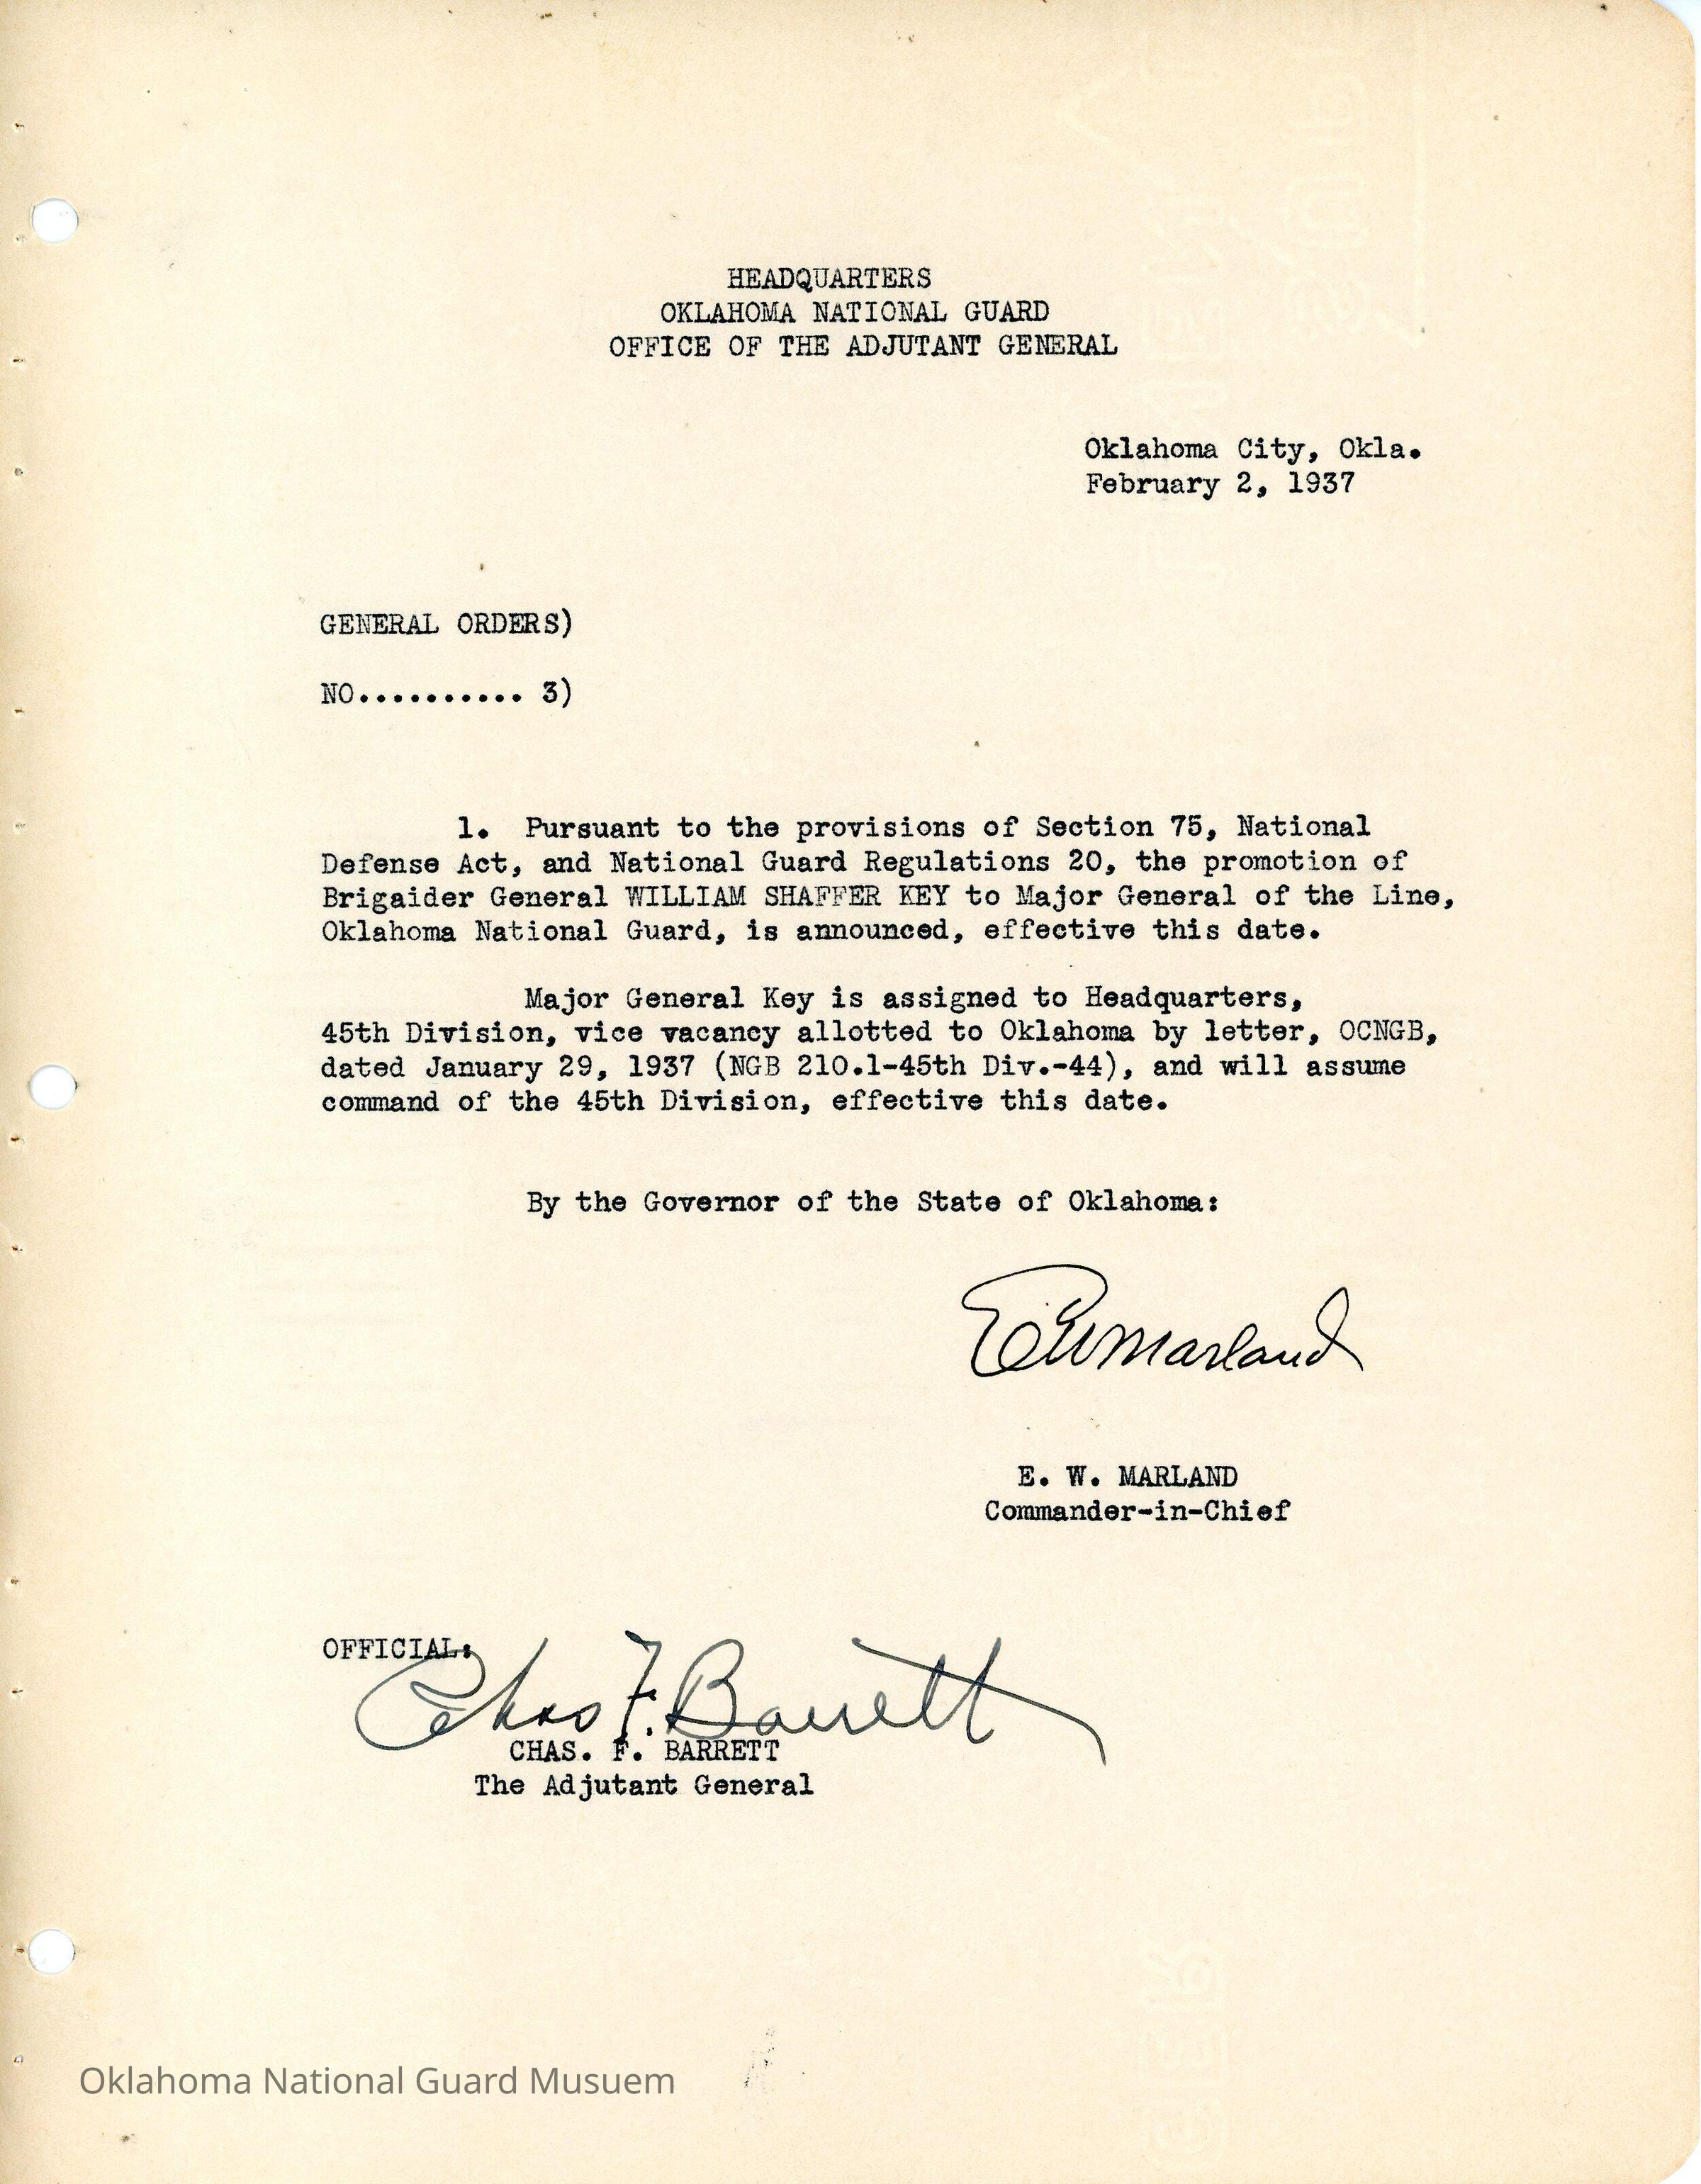 HEADQUARTERS
OKLAHOMA NATIONAL GUARD
OFFICE OF THE ADJUTANT GENERAL
Oklahoma City, Okla.
February 2, 1937
GENERAL ORDERS)
NO.......... 3)
1. Pursuant to the provisions of Section 75, National
Defense Act, and National Guard Regulations 20, the promotion of
Brigaider General WILLIAM SHAFFER KEY to Major General of the Line,
Oklahoma National Guard, is announced, effective this date.
Major General Key is assigned to Headquarters,
45th Division, vice vacancy allotted to Oklahoma by letter, OCNGB,
dated January 29, 1937 (NGB 210.1-45th Div.-44), and will assume
command of the 45th Division, effective this date.
By the Governor of the State of Oklahoma:
E W Marland
E. W. MARLAND
Commander-in-Chief
OFFICIAL:
Chas F. Barrett
CHAS. F. BARRETT
The Adjutant General
Oklahoma National Guard Musuem